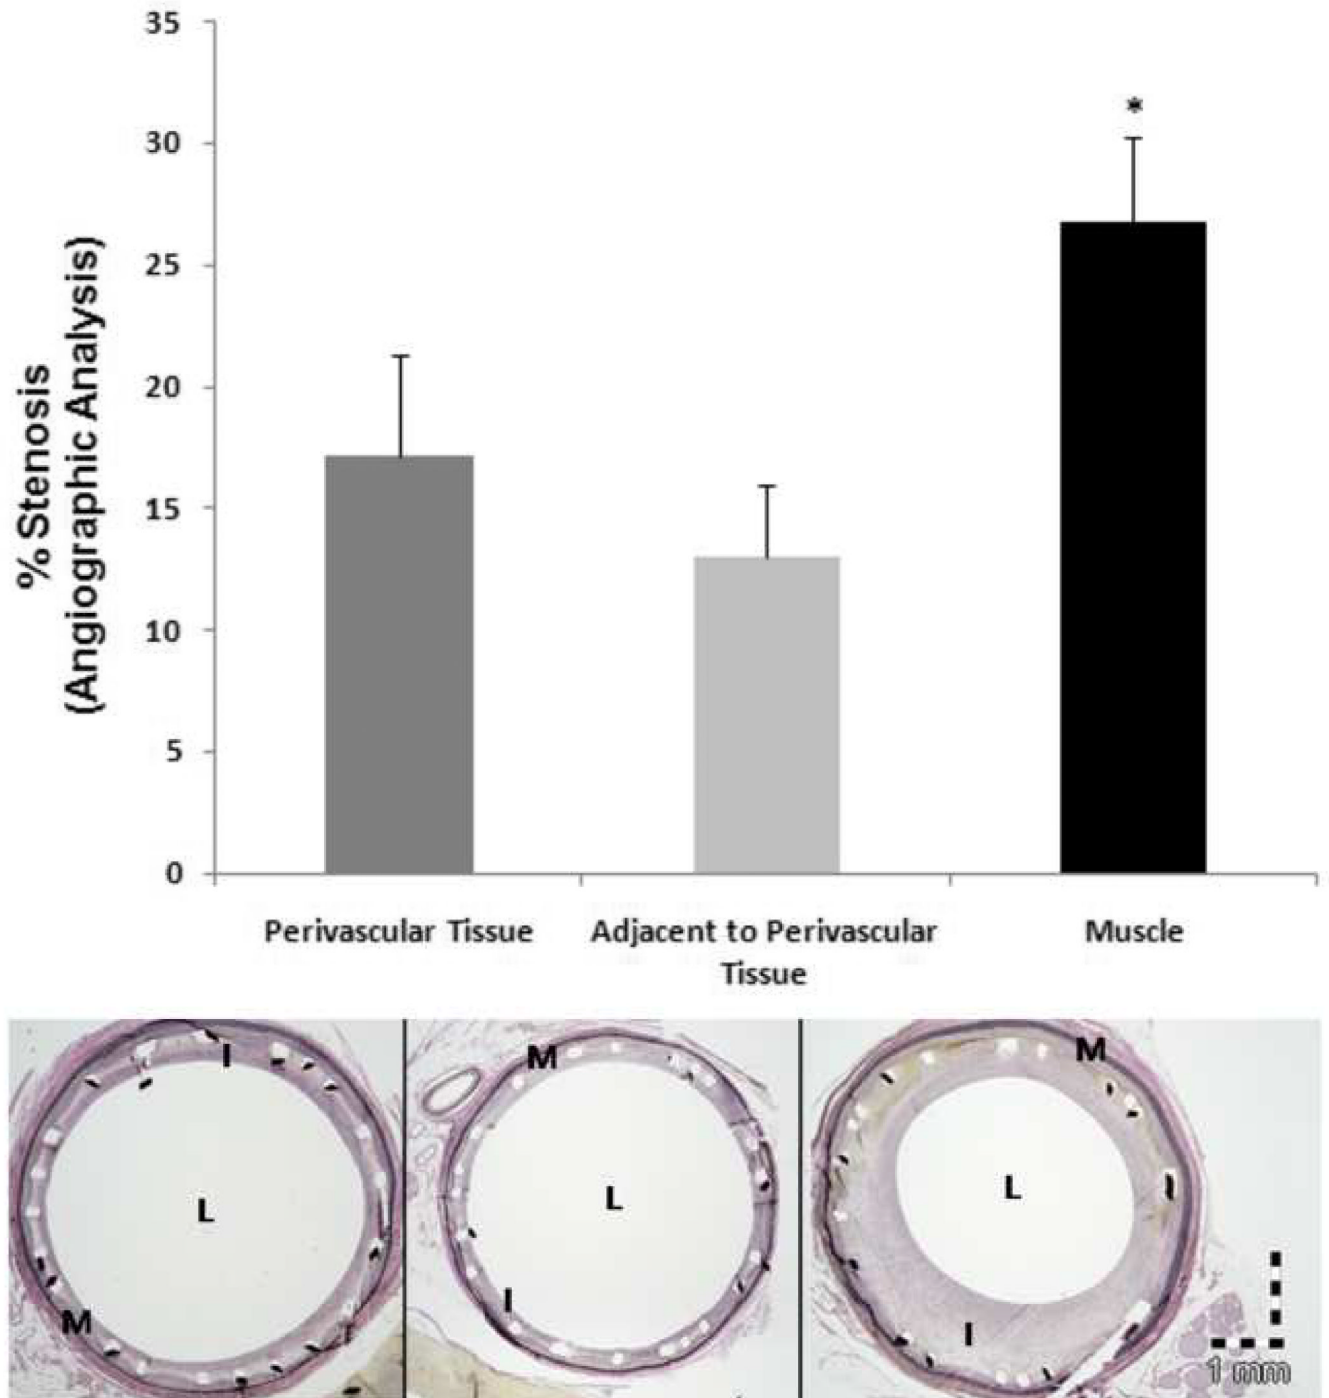 % Stenosis
(Angiographic Analysis)
35
30
25
20
15
10
5
0
*
Perivascular Tissue
Adjacent to Perivascular
Tissue
Muscle
I
L
M
M
L
I
M
L
I
1 mm